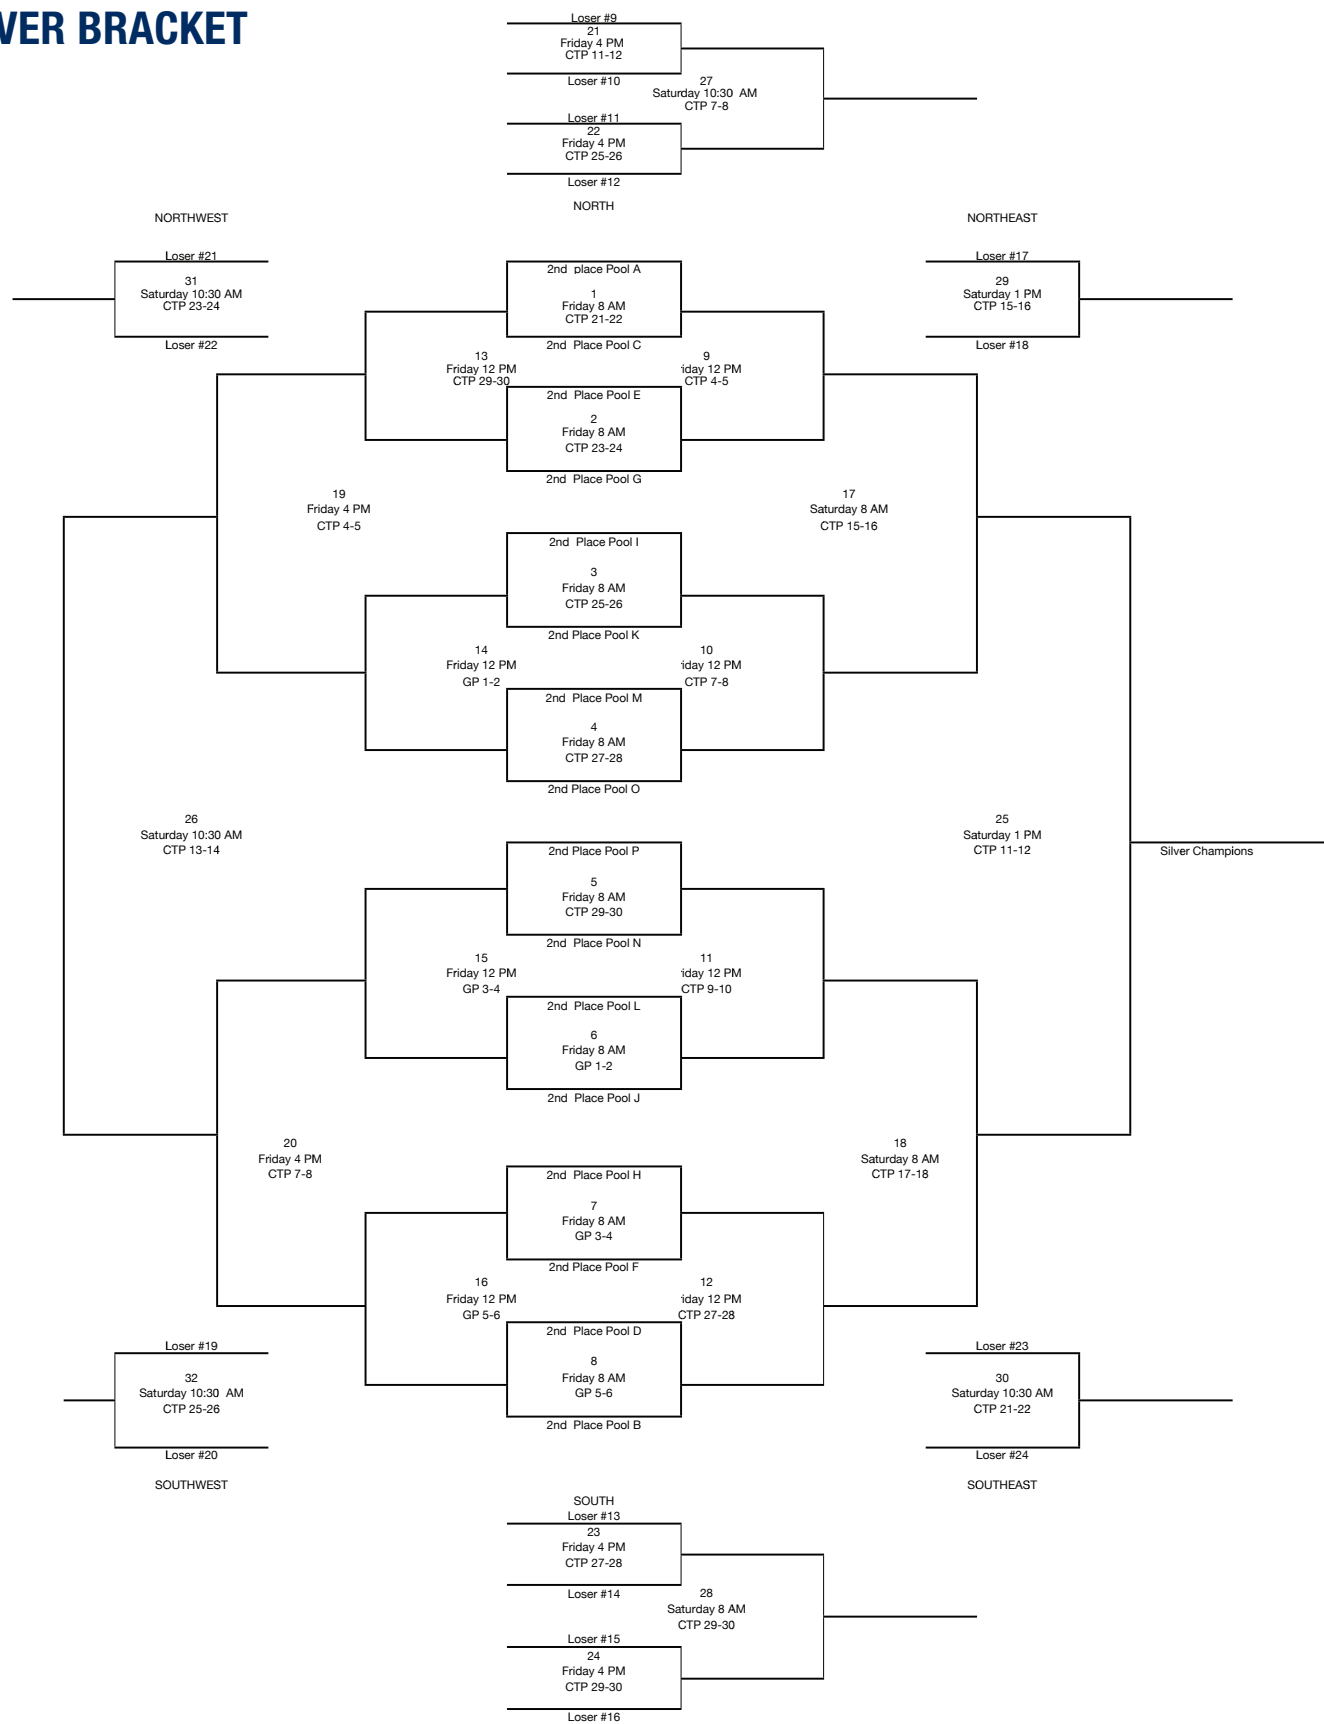 VER BRACKET
Loser #9
21
Friday 4 PM
CTP 11-12
Loser #10
27
Saturday 10:30 AM
CTP 7-8
Loser #11
22
Friday 4 PM
CTP 25-26
Loser #12
NORTH
NORTHWEST
NORTHEAST
Loser #21
31
Saturday 10:30 AM
CTP 23-24
Loser #22
2nd place Pool A
1
Friday 8 AM
CTP 21-22
2nd Place Pool C
Loser #17
29
Saturday 1 PM
CTP 15-16
Loser #18
13
Friday 12 PM
CTP 29-30
9
iday 12 PM
CTP 4-5
2nd Place Pool E
2
Friday 8 AM
CTP 23-24
2nd Place Pool G
19
Friday 4 PM
CTP 4-5
17
Saturday 8 AM
CTP 15-16
2nd Place Pool I
3
Friday 8 AM
CTP 25-26
2nd Place Pool K
14
Friday 12 PM
GP 1-2
10
iday 12 PM
CTP 7-8
2nd Place Pool M
4
Friday 8 AM
CTP 27-28
2nd Place Pool O
26
Saturday 10:30 AM
CTP 13-14
25
Saturday 1 PM
CTP 11-12
Silver Champions
2nd Place Pool P
5
Friday 8 AM
CTP 29-30
2nd Place Pool N
15
Friday 12 PM
GP 3-4
11
iday 12 PM
CTP 9-10
2nd Place Pool L
6
Friday 8 AM
GP 1-2
2nd Place Pool J
20
Friday 4 PM
CTP 7-8
18
Saturday 8 AM
CTP 17-18
2nd Place Pool H
7
Friday 8 AM
GP 3-4
2nd Place Pool F
16
Friday 12 PM
GP 5-6
12
iday 12 PM
CTP 27-28
2nd Place Pool D
8
Friday 8 AM
GP 5-6
2nd Place Pool B
Loser #19
32
Saturday 10:30 AM
CTP 25-26
Loser #20
SOUTHWEST
Loser #23
30
Saturday 10:30 AM
CTP 21-22
Loser #24
SOUTHEAST
SOUTH
Loser #13
23
Friday 4 PM
CTP 27-28
Loser #14
28
Saturday 8 AM
CTP 29-30
Loser #15
24
Friday 4 PM
CTP 29-30
Loser #16